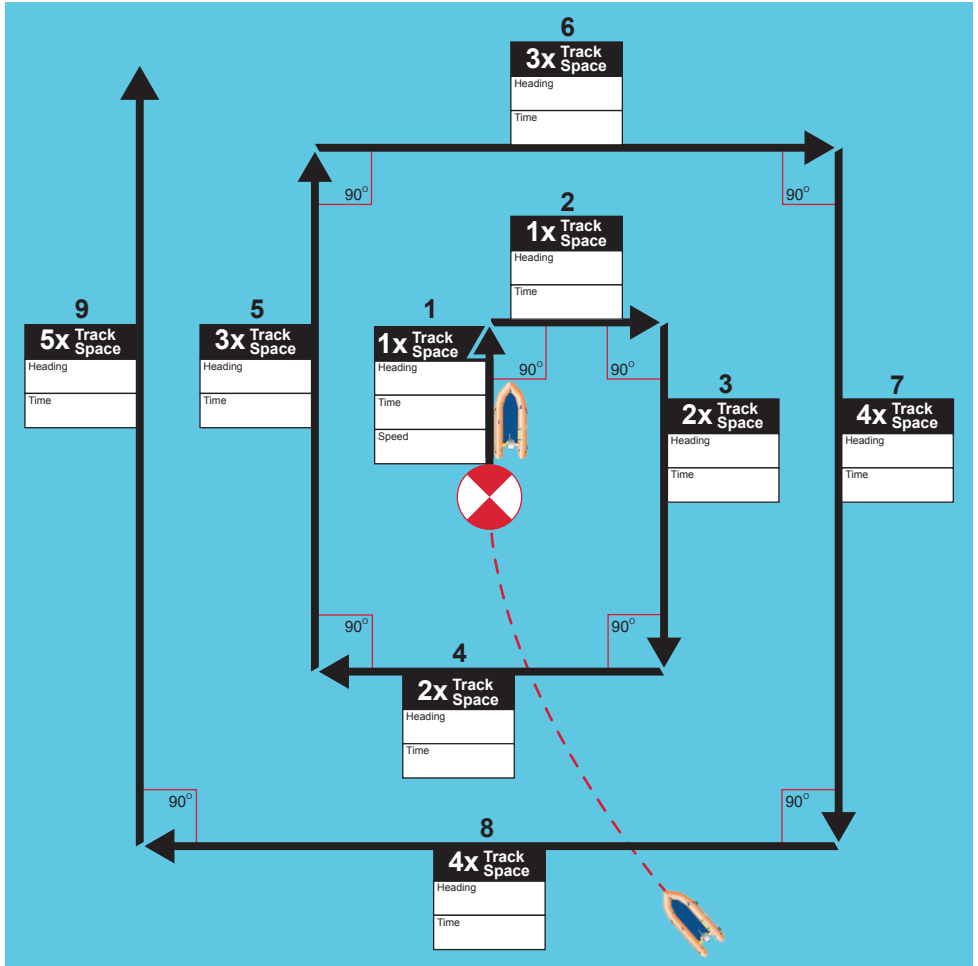 6
3x Track Space
Heading
Time
90°
90°
2
1x Track Space
Heading
Time
9
5x Track Space
Heading
Time
5
3x Track Space
Heading
Time
1
1x Track Space
Heading
Time
Speed
90°
90°
3
2x Track Space
Heading
Time
7
4x Track Space
Heading
Time
90°
90°
4
2x Track Space
Heading
Time
90°
90°
8
4x Track Space
Heading
Time